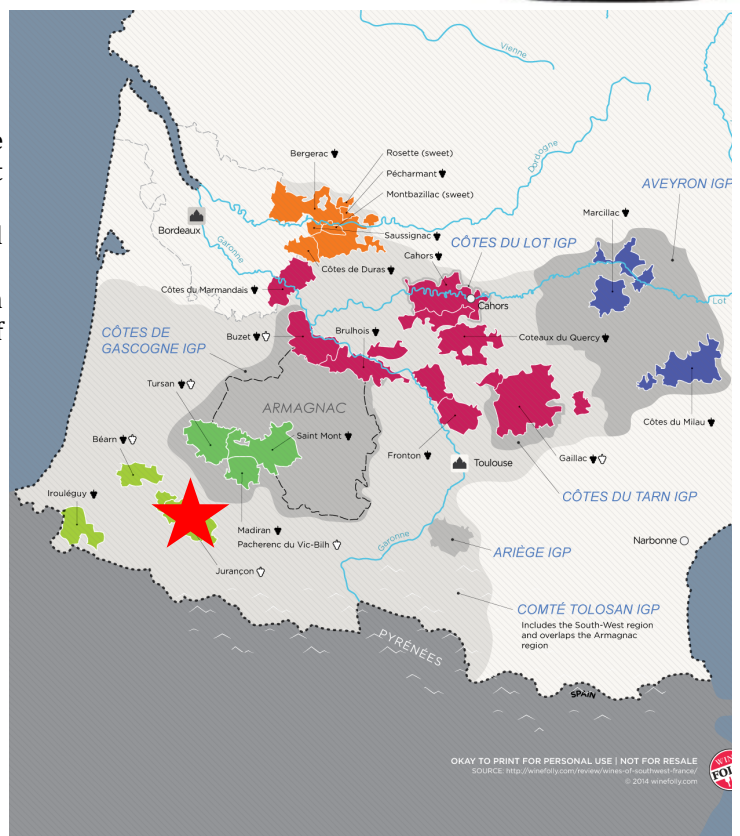 Vienne
e
t
Bergerac
Rosette (sweet)
Pécharmant
Montbazillac (sweet)
Dordogne
AVEYRON IGP
Marcillac
Bordeaux
Saussignac
CÔTES DU LOT IGP
Garonne
Cahors
Côtes de Duras
Côtes du Marmandais
Cahors
Lot
f
CÔTES DE
GASCOGNE IGP
Buzet
Brulhois
Coteaux du Quercy
Tursan
ARMAGNAC
Saint Mont
Béarn
Fronton
Toulouse
Gaillac
Côtes du Milau
CÔTES DU TARN IGP
Irouléguy
Madiran
Pacherenc du Vic-Bilh
Garonne
Narbonne
ARIÈGE IGP
Jurançon
COMTÉ TOLOSAN IGP
Includes the South-West region
and overlaps the Armagnac
region
PYRÉNÉES
SPAIN
OKAY TO PRINT FOR PERSONAL USE | NOT FOR RESALE
SOURCE: http://winefolly.com/review/wines-of-southwest-france/
© 2014 winefolly.com